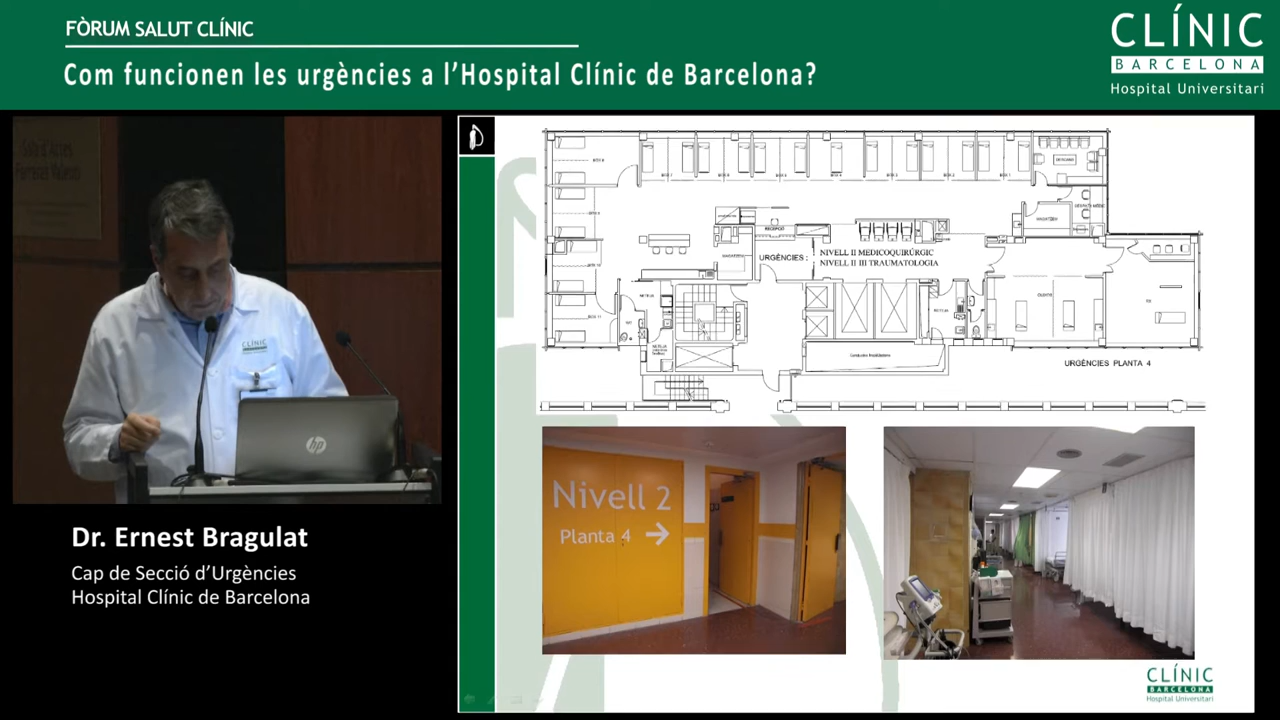 FÒRUM SALUT CLÍNIC
Com funcionen les urgències a l'Hospital Clínic de Barcelona?
CLÍNIC
BARCELONA
Hospital Universitari
URGÈNCIES :
NIVELL II MEDICOQUIRÚRGIC
NIVELL II III TRAUMATOLOGIA
URGÈNCIES PLANTA 4
Nivell 2
Planta 4 →
CLÍNIC
hp
Dr. Ernest Bragulat
Cap de Secció d'Urgències
Hospital Clínic de Barcelona
CLÍNIC
BARCELONA
Hospital Universitari